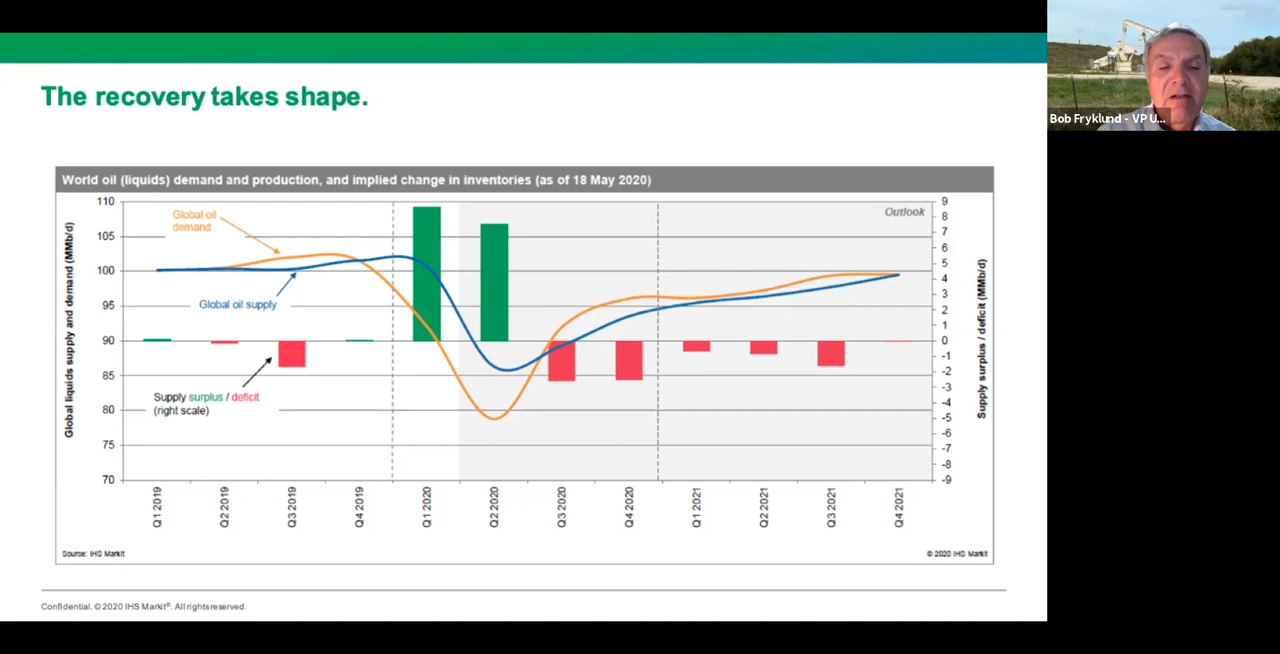 The recovery takes shape.
Bob Fryklund - VP U...
World oil (liquids) demand and production, and implied change in inventories (as of 18 May 2020)
Global liquids supply and demand (MMb/d)
110
105
100
95
90
85
80
75
70
Global oil
demand
Global oil supply
Supply surplus / deficit
(right scale)
Outlook
9
8
7
6
5
4
3
2
1
0
-1
-2
-3
-4
-5
-6
-7
-8
-9
Supply surplus / deficit (MMb/d)
Q1 2019
Q2 2019
Q3 2019
Q4 2019
Q1 2020
Q2 2020
Q3 2020
Q4 2020
Q1 2021
Q2 2021
Q3 2021
Q4 2021
Source: IHS Markit
© 2020 IHS Markit
Confidential. © 2020 IHS Markit®. All rights reserved.